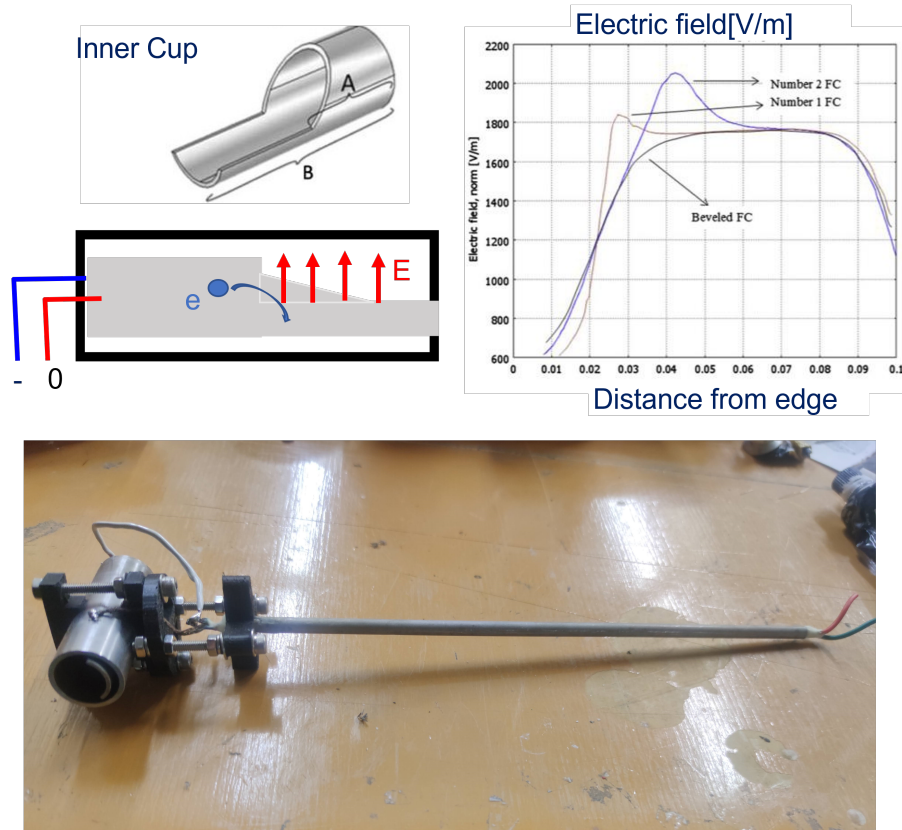 Inner Cup
A
B
e
E
-
0
Electric field[V/m]
2200
2000
1800
1600
1400
1200
1000
800
600
Electric field, norm [V/m]
Number 2 FC
Number 1 FC
Beveled FC
0
0.01
0.02
0.03
0.04
0.05
0.06
0.07
0.08
0.09
0.1
Distance from edge